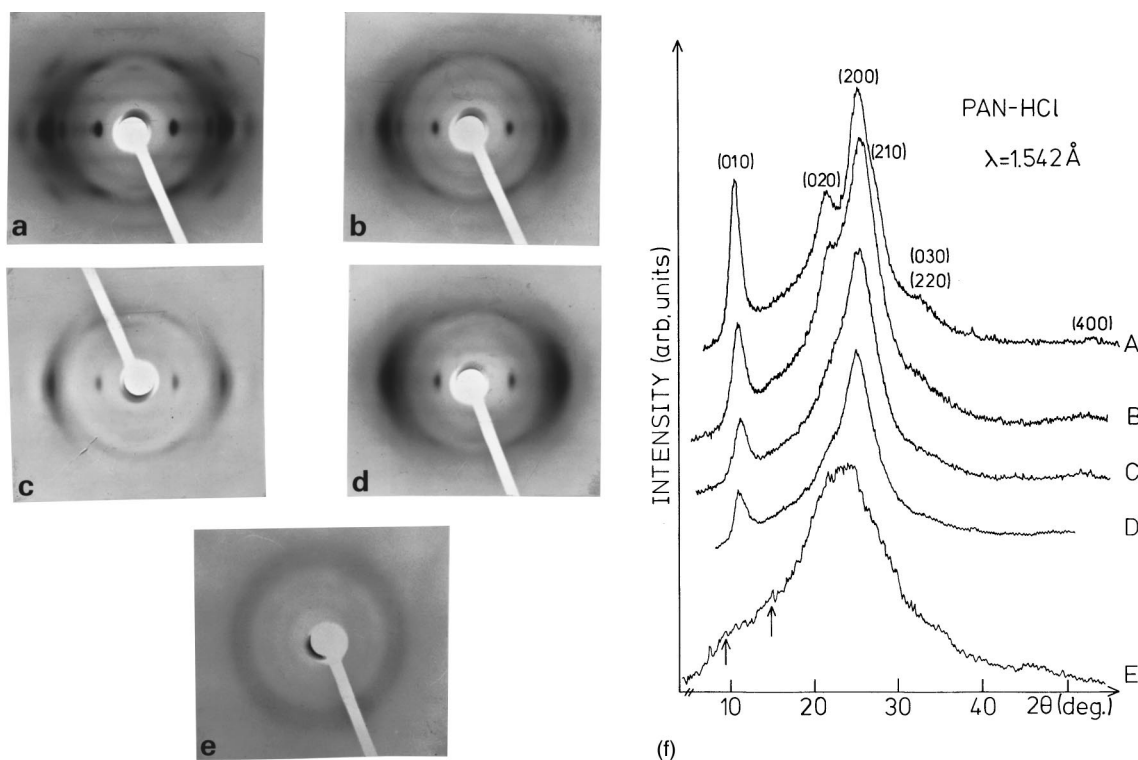 a
b
c
d
e
PAN-HCl
λ=1.542 Å
(010)
(020)
(200)
(210)
(030)
(220)
(400)
A
B
C
D
E
INTENSITY (arb. units)
10 20 30 40 2θ (deg.)
(f)